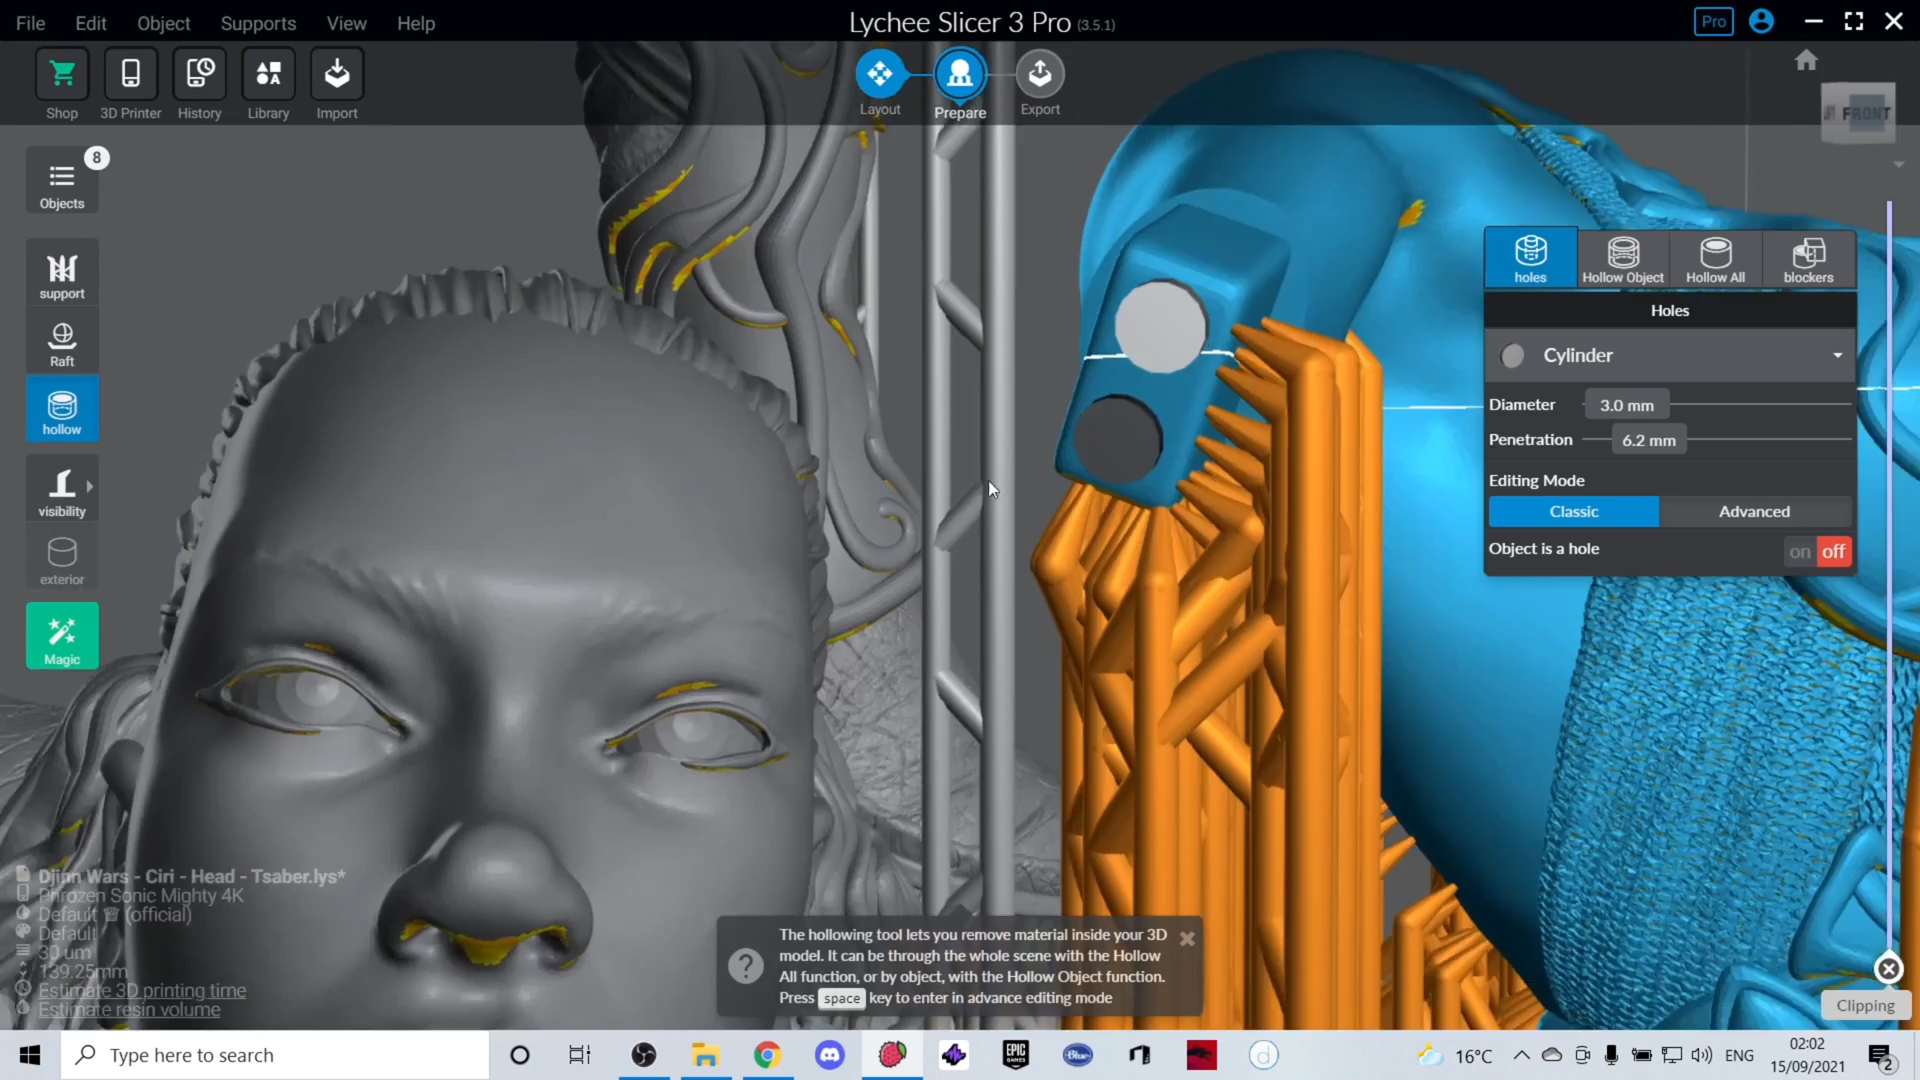 File Edit Object Supports View Help
Lychee Slicer 3 Pro (3.5.1)
Pro
Shop 3D Printer History Library Import
Layout Prepare Export
FRONT
8
Objects
support
Raft
hollow
visibility
exterior
Magic
holes Hollow Object Hollow All blockers
Holes
Cylinder
Diameter 3.0 mm
Penetration 6.2 mm
Editing Mode
Classic Advanced
Object is a hole on off
Djinn Wars - Ciri - Head - Tsaber.lys*
Phrozen Sonic Mighty 4K
Default (official)
Default
30 um
139.25mm
Estimate 3D printing time
Estimate resin volume
The hollowing tool lets you remove material inside your 3D
model. It can be through the whole scene with the Hollow
All function, or by object, with the Hollow Object function.
Press space key to enter in advance editing mode
Clipping
Type here to search
EPIC
GAMES
Blue
16°C
ENG
02:02
15/09/2021
2